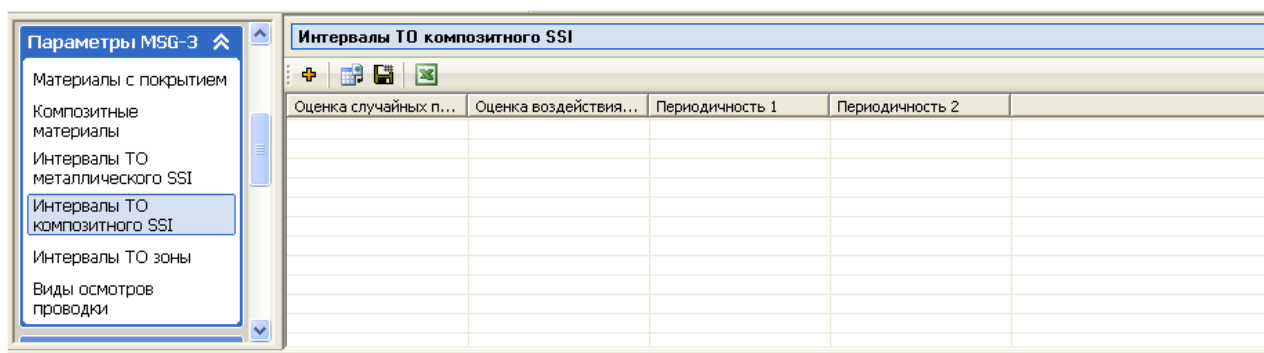 Параметры MSG-3
Материалы с покрытием
Композитные
материалы
Интервалы ТО
металлического SSI
Интервалы ТО
композитного SSI
Интервалы ТО зоны
Виды осмотров
проводки
Интервалы ТО композитного SSI
Оценка случайных п... Оценка воздействия... Периодичность 1 Периодичность 2